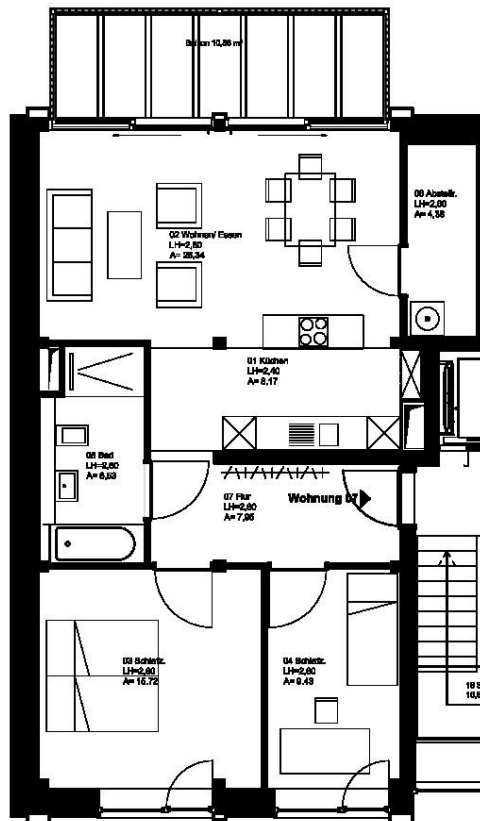 Balkon 10,86 m²
06 Abstellr.
LH=2,60
A= 4,38
02 Wohnen/ Essen
LH=2,60
A= 26,34
01 Küchen
LH=2,40
A= 8,17
05 Bad
LH=2,60
A= 6,53
07 Flur
LH=2,60
A= 7,95
Wohnung 07
03 Schlafz.
LH=2,60
A= 15,72
04 Schlafz.
LH=2,60
A= 9,43